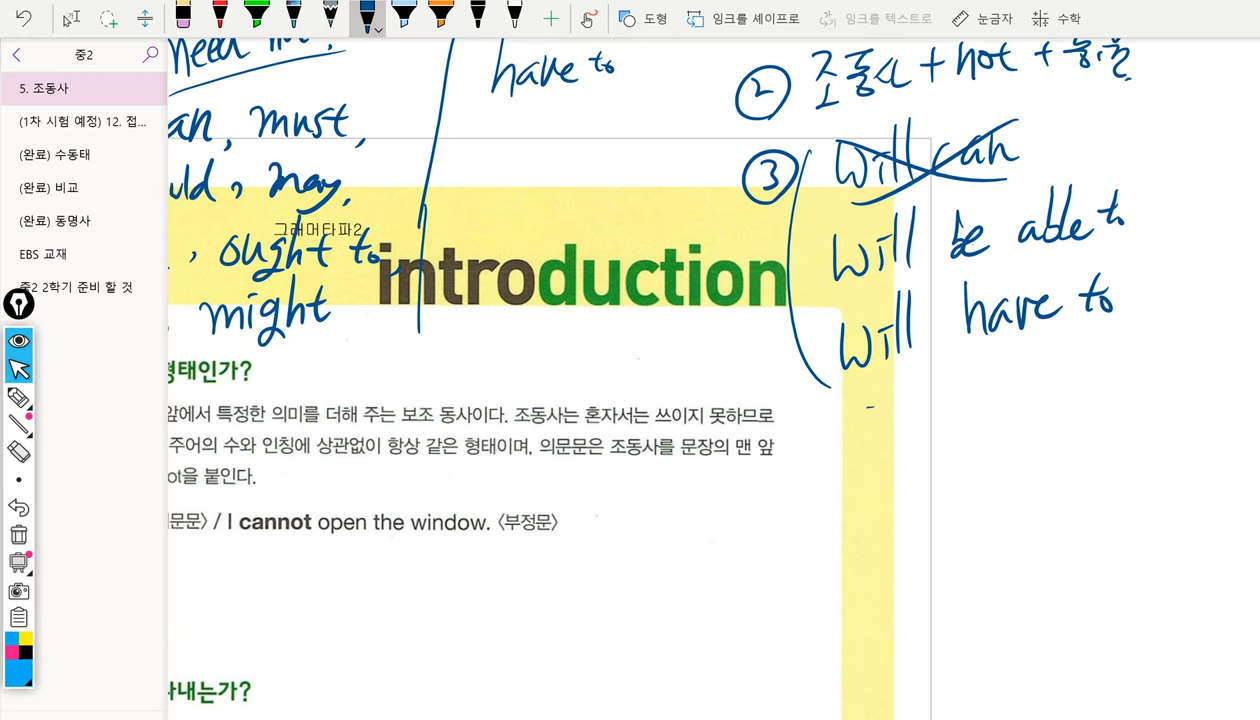 도형
잉크를 셰이프로
잉크를 텍스트로
눈금자
수학
중2
5. 조동사
(1차 시험 예정) 12. 접...
(완료) 수동태
(완료) 비교
(완료) 동명사
EBS 교재
중2 2학기 준비 할 것
need
an, must,
uld, may,
, ought to,
might
have to
② 조동사 + not +
③ will can
will be able to
will have to
그래머타파2
introduction
형태인가?
앞에서 특정한 의미를 더해 주는 보조 동사이다. 조동사는 혼자서는 쓰이지 못하므로
주어의 수와 인칭에 상관없이 항상 같은 형태이며, 의문문은 조동사를 문장의 맨 앞
ot을 붙인다.
문문〉 / I cannot open the window. 〈부정문〉
나내는가?